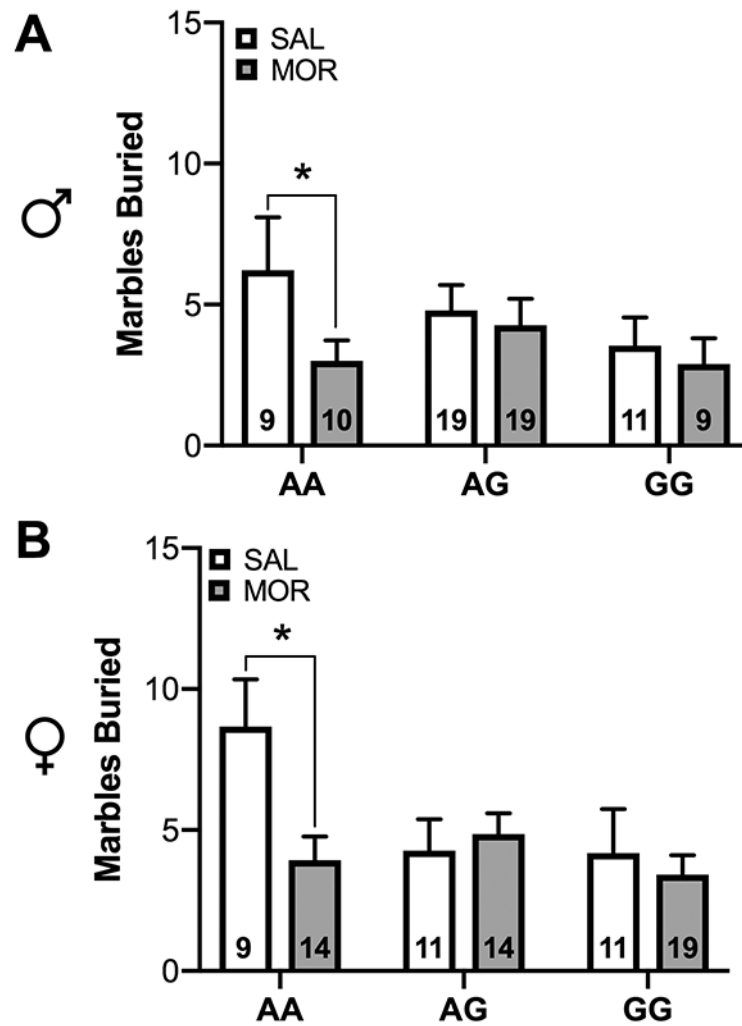 A
15
SAL
MOR
♂
Marbles Buried
10
*
5
9 10 19 19 11 9
0
AA AG GG
B
15
SAL
MOR
♀
Marbles Buried
*
10
5
9 14 11 14 11 19
0
AA AG GG